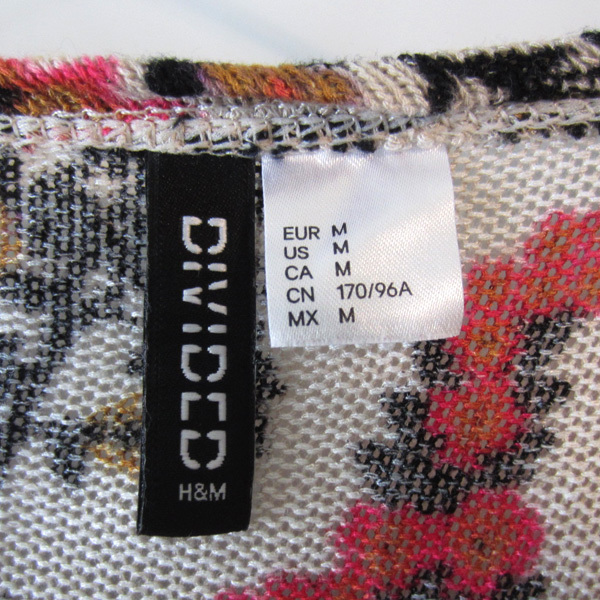 DIVIDED
H&M
EUR M
US M
CA M
CN 170/96A
MX M